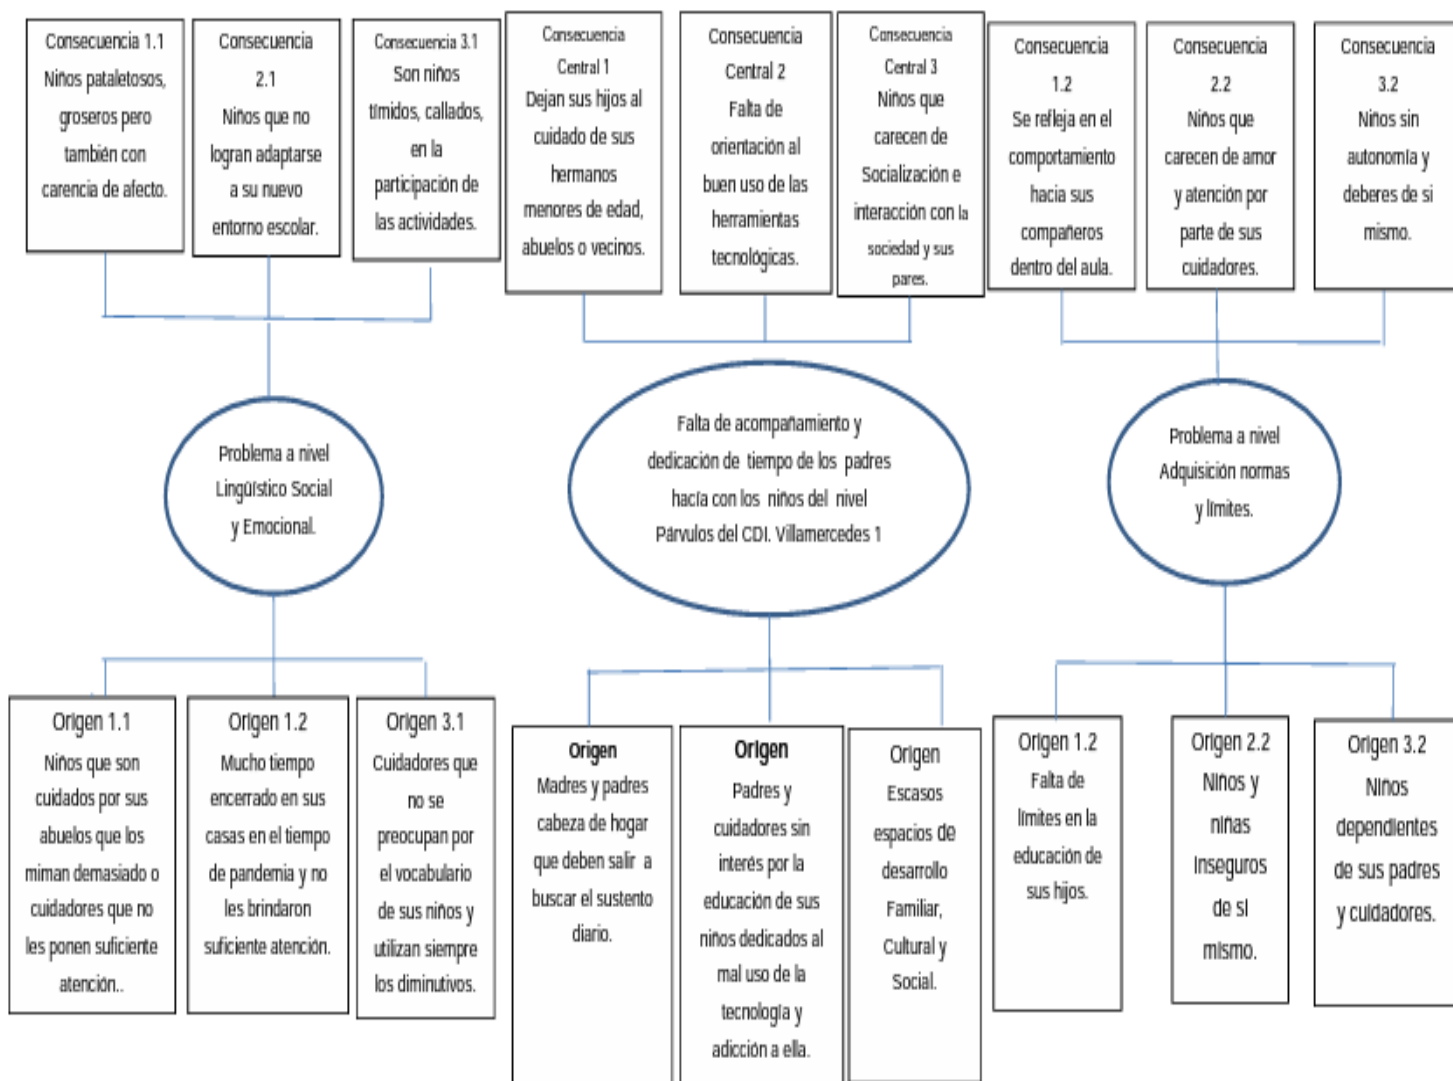 Consecuencia 1.1
Niños pataletosos,
groseros pero
también con
carencia de afecto.
Consecuencia
2.1
Niños que no
logran adaptarse
a su nuevo
entorno escolar.
Consecuencia 3.1
Son niños
tímidos, callados,
en la
participación de
las actividades.
Consecuencia
Central 1
Dejan sus hijos al
cuidado de sus
hermanos
menores de edad,
abuelos o vecinos.
Consecuencia
Central 2
Falta de
orientación al
buen uso de las
herramientas
tecnológicas.
Consecuencia
Central 3
Niños que
carecen de
Socialización e
interacción con la
sociedad y sus
pares.
Consecuencia
1.2
Se refleja en el
comportamiento
hacia sus
compañeros
dentro del aula.
Consecuencia
2.2
Niños que
carecen de amor
y atención por
parte de sus
cuidadores.
Consecuencia
3.2
Niños sin
autonomía y
deberes de si
mismo.
Problema a nivel
Lingüístico Social
y Emocional.
Falta de acompañamiento y
dedicación de tiempo de los padres
hacía con los niños del nivel
Párvulos del CDI. Villamercedes 1
Problema a nivel
Adquisición normas
y límites.
Origen 1.1
Niños que son
cuidados por sus
abuelos que los
miman demasiado o
cuidadores que no
les ponen suficiente
atención..
Origen 1.2
Mucho tiempo
encerrado en sus
casas en el tiempo
de pandemia y no
les brindaron
suficiente atención.
Origen 3.1
Cuidadores que
no se
preocupan por
el vocabulario
de sus niños y
utilizan siempre
los diminutivos.
Origen
Madres y padres
cabeza de hogar
que deben salir a
buscar el sustento
diario.
Origen
Padres y
cuidadores sin
interés por la
educación de sus
niños dedicados al
mal uso de la
tecnología y
adicción a ella.
Origen
Escasos
espacios de
desarrollo
Familiar,
Cultural y
Social.
Origen 1.2
Falta de
límites en la
educación de
sus hijos.
Origen 2.2
Niños y
niñas
Inseguros
de si
mismo.
Origen 3.2
Niños
dependientes
de sus padres
y cuidadores.